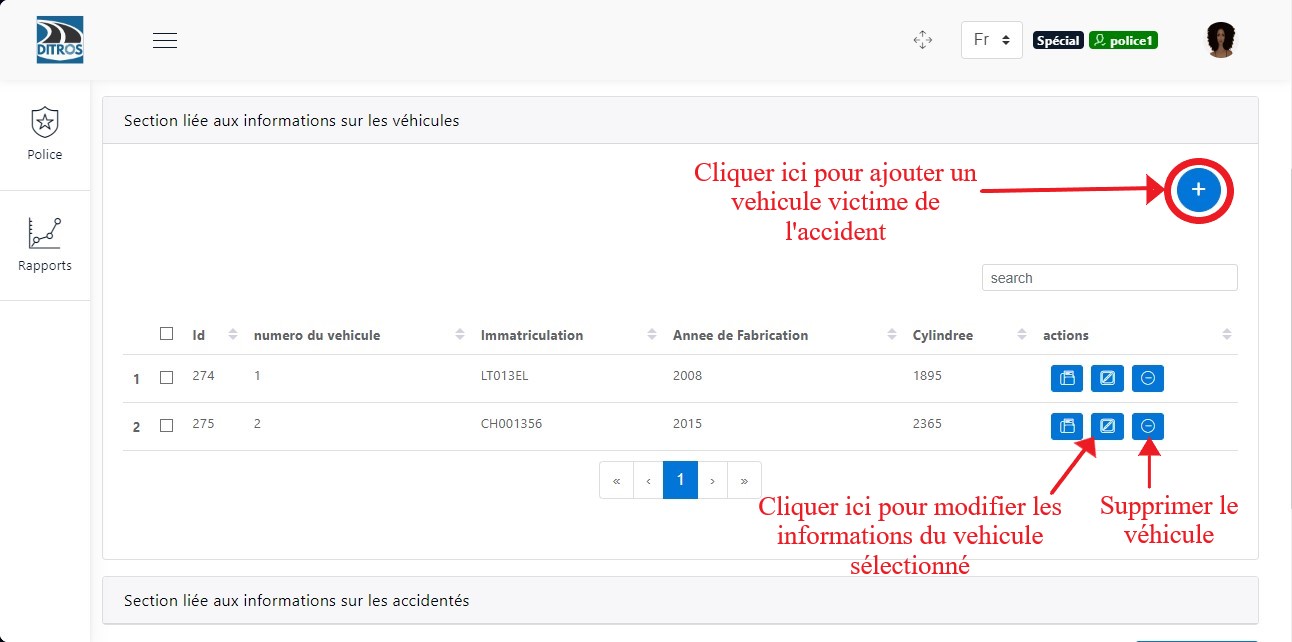 DITROS
Fr
Spécial
police1
Police
Rapports
Section liée aux informations sur les véhicules
Cliquer ici pour ajouter un
vehicule victime de
l'accident
+
search
Id numero du vehicule Immatriculation Annee de Fabrication Cylindree actions
1 274 1 LT013EL 2008 1895
2 275 2 CH001356 2015 2365
« ‹ 1 › »
Cliquer ici pour modifier les
informations du vehicule
sélectionné
Supprimer le
véhicule
Section liée aux informations sur les accidentés